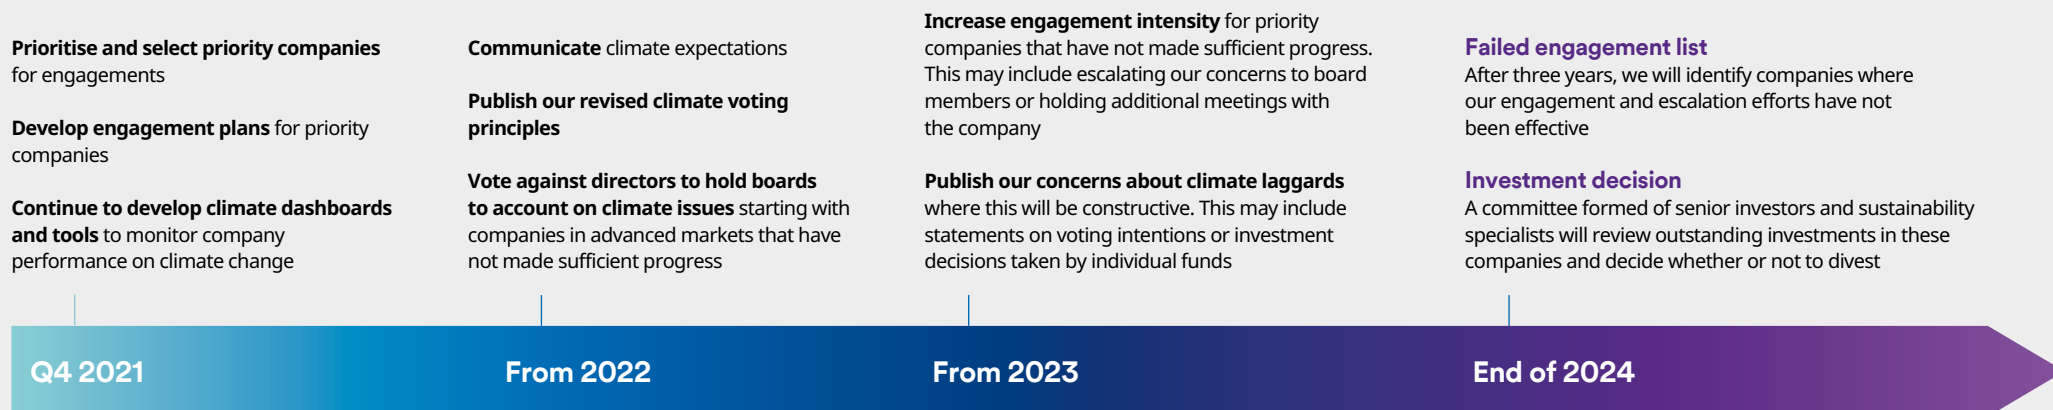 Prioritise and select priority companies
for engagements
Develop engagement plans for priority
companies
Continue to develop climate dashboards
and tools to monitor company
performance on climate change
Communicate climate expectations
Publish our revised climate voting
principles
Vote against directors to hold boards
to account on climate issues starting with
companies in advanced markets that have
not made sufficient progress
Increase engagement intensity for priority
companies that have not made sufficient progress.
This may include escalating our concerns to board
members or holding additional meetings with
the company
Publish our concerns about climate laggards
where this will be constructive. This may include
statements on voting intentions or investment
decisions taken by individual funds
Failed engagement list
After three years, we will identify companies where
our engagement and escalation efforts have not
been effective
Investment decision
A committee formed of senior investors and sustainability
specialists will review outstanding investments in these
companies and decide whether or not to divest
Q4 2021
From 2022
From 2023
End of 2024